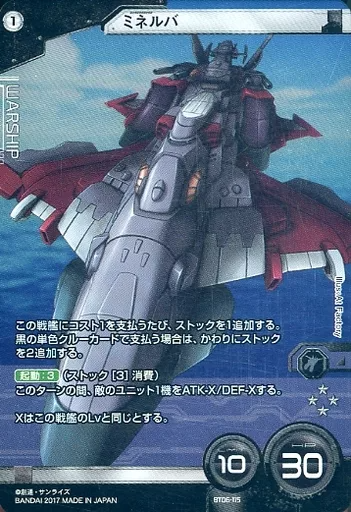 1
ミネルバ
WARSHIP
Illus:AI Factory
この戦艦にコスト1を支払うたび、ストックを1追加する。
黒の単色クルーカードで支払う場合は、かわりにストック
を2追加する。
起動:3 (ストック [3] 消費)
このターンの間、敵のユニット1機をATK-X/DEF-Xする。
Xはこの戦艦のLvと同じとする。
10
HP
30
©創通・サンライズ
BANDAI 2017 MADE IN JAPAN
BT06-115